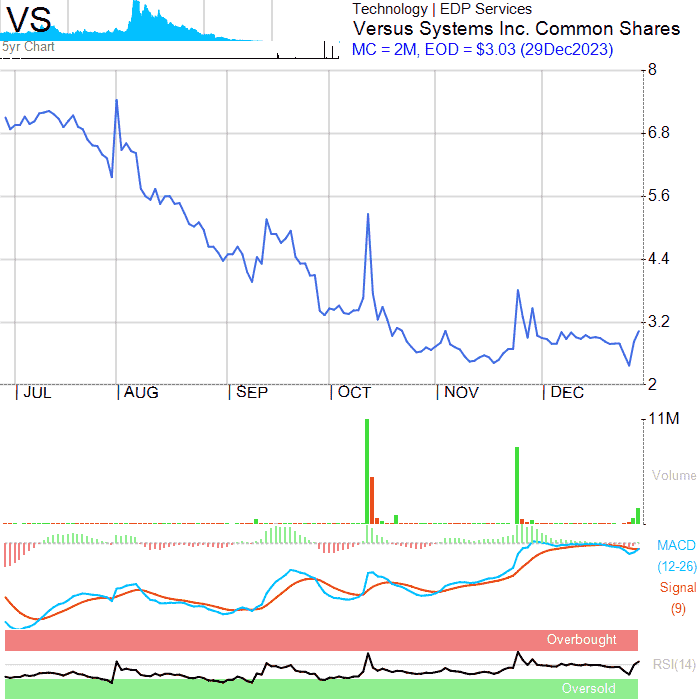 VS
5yr Chart
Technology | EDP Services
Versus Systems Inc. Common Shares
MC = 2M, EOD = $3.03 (29Dec2023)
8
6.8
5.6
4.4
3.2
2
JUL AUG SEP OCT NOV DEC
11M
Volume
MACD
(12-26)
Signal
(9)
Overbought
RSI(14)
Oversold